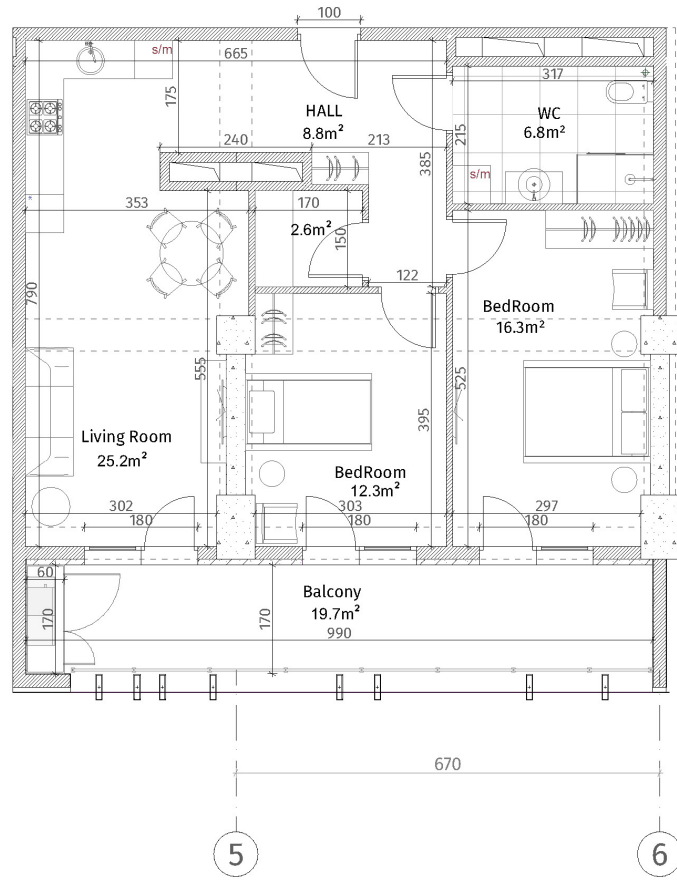 100
s/m
665
317
175
HALL
8.8m²
WC
6.8m²
215
240
213
385
s/m
353
170
2.6m²
150
122
790
BedRoom
16.3m²
555
525
395
Living Room
25.2m²
BedRoom
12.3m²
302
303
297
180
180
180
60
Balcony
19.7m²
170
170
990
670
5
6